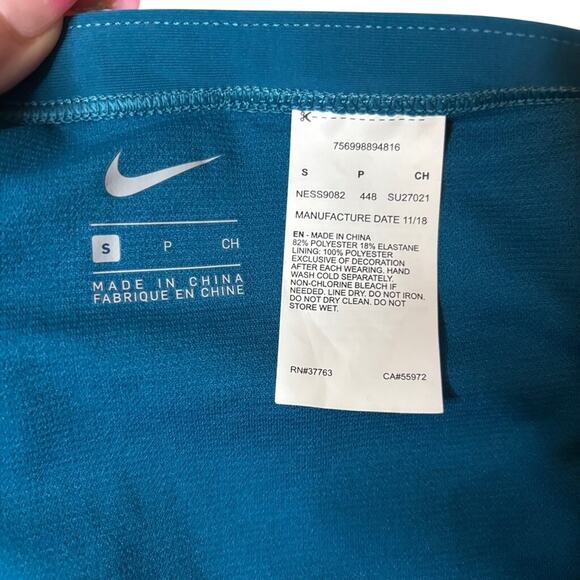 S P CH
MADE IN CHINA
FABRIQUE EN CHINE
756998894816
S P CH
NESS9082 448 SU27021
MANUFACTURE DATE 11/18
EN - MADE IN CHINA
82% POLYESTER 18% ELASTANE
LINING: 100% POLYESTER
EXCLUSIVE OF DECORATION
AFTER EACH WEARING. HAND
WASH COLD SEPARATELY.
NON-CHLORINE BLEACH IF
NEEDED. LINE DRY. DO NOT IRON.
DO NOT DRY CLEAN. DO NOT
STORE WET.
RN#37763 CA#55972